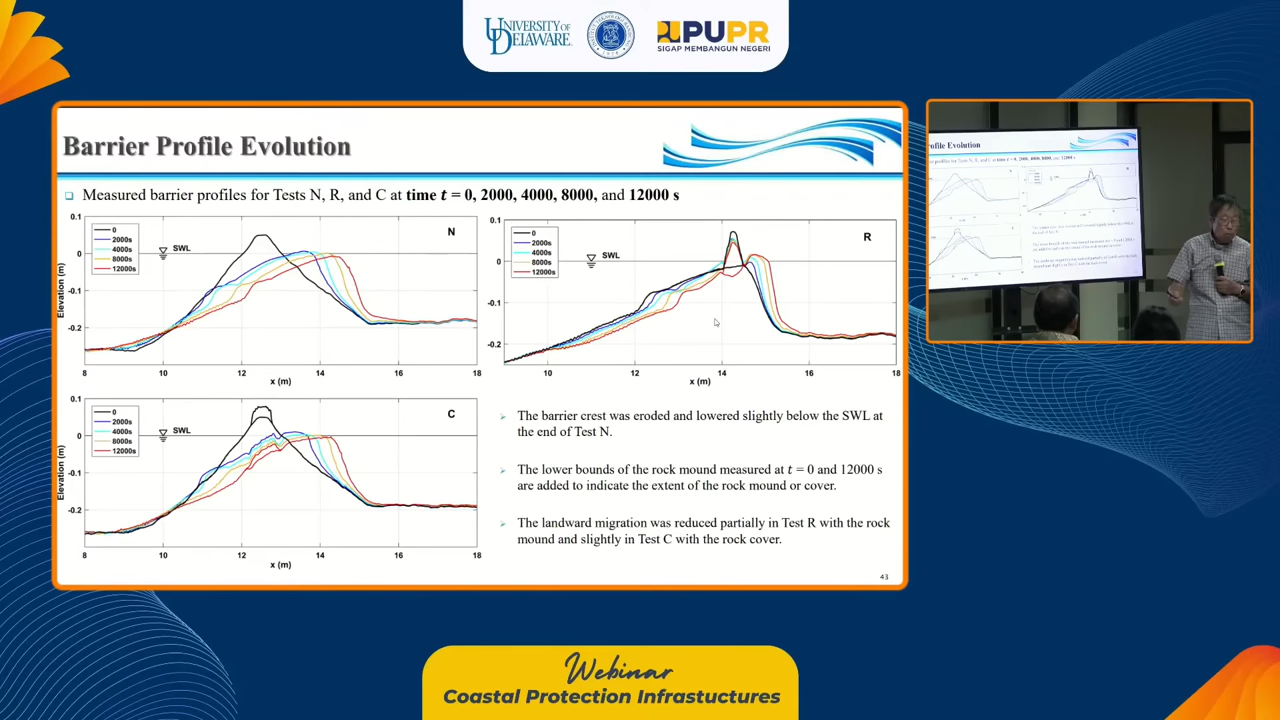 UNIVERSITY OF
DELAWARE
PUPR
SIGAP MEMBANGUN NEGERI
Barrier Profile Evolution
Measured barrier profiles for Tests N, R, and C at time t = 0, 2000, 4000, 8000, and 12000 s
0.1
0
-0.1
-0.2
Elevation (m)
0
2000s
4000s
8000s
12000s
SWL
N
8
10
12
14
16
18
x (m)
0.1
0
-0.1
-0.2
0
2000s
4000s
8000s
12000s
SWL
R
10
12
14
16
18
x (m)
0.1
0
-0.1
-0.2
Elevation (m)
0
2000s
4000s
8000s
12000s
SWL
C
8
10
12
14
16
18
x (m)
The barrier crest was eroded and lowered slightly below the SWL at
the end of Test N.
The lower bounds of the rock mound measured at t = 0 and 12000 s
are added to indicate the extent of the rock mound or cover.
The landward migration was reduced partially in Test R with the rock
mound and slightly in Test C with the rock cover.
43
rofile Evolution
Webinar
Coastal Protection Infrastuctures